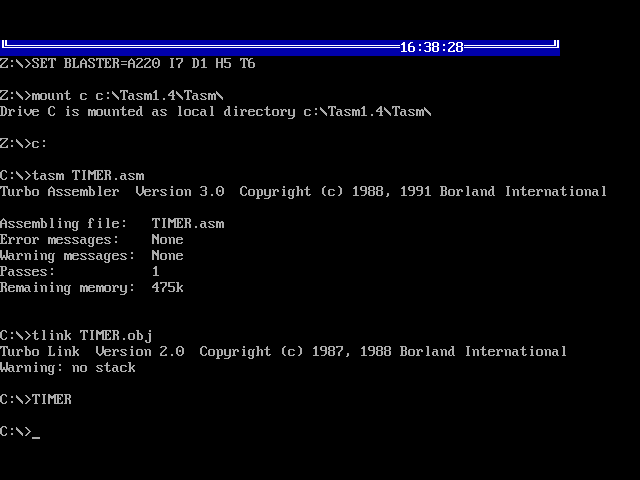 16:38:28
Z:\>SET BLASTER=A220 I7 D1 H5 T6
Z:\>mount c c:\Tasm1.4\Tasm\
Drive C is mounted as local directory c:\Tasm1.4\Tasm\
Z:\>c:
C:\>tasm TIMER.asm
Turbo Assembler  Version 3.0  Copyright (c) 1988, 1991 Borland International
Assembling file:   TIMER.asm
Error messages:    None
Warning messages:  None
Passes:            1
Remaining memory:  475k
C:\>tlink TIMER.obj
Turbo Link  Version 2.0  Copyright (c) 1987, 1988 Borland International
Warning: no stack
C:\>TIMER
C:\>_